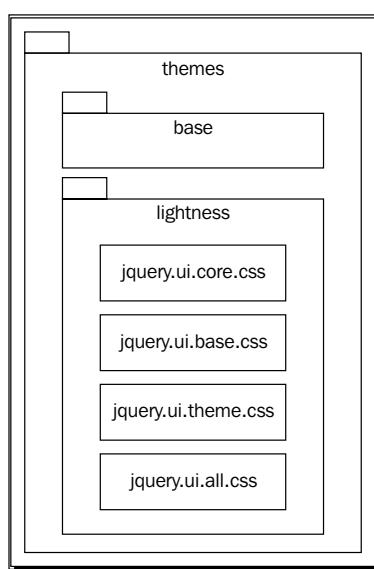 themes
base
lightness
jquery.ui.core.css
jquery.ui.base.css
jquery.ui.theme.css
jquery.ui.all.css